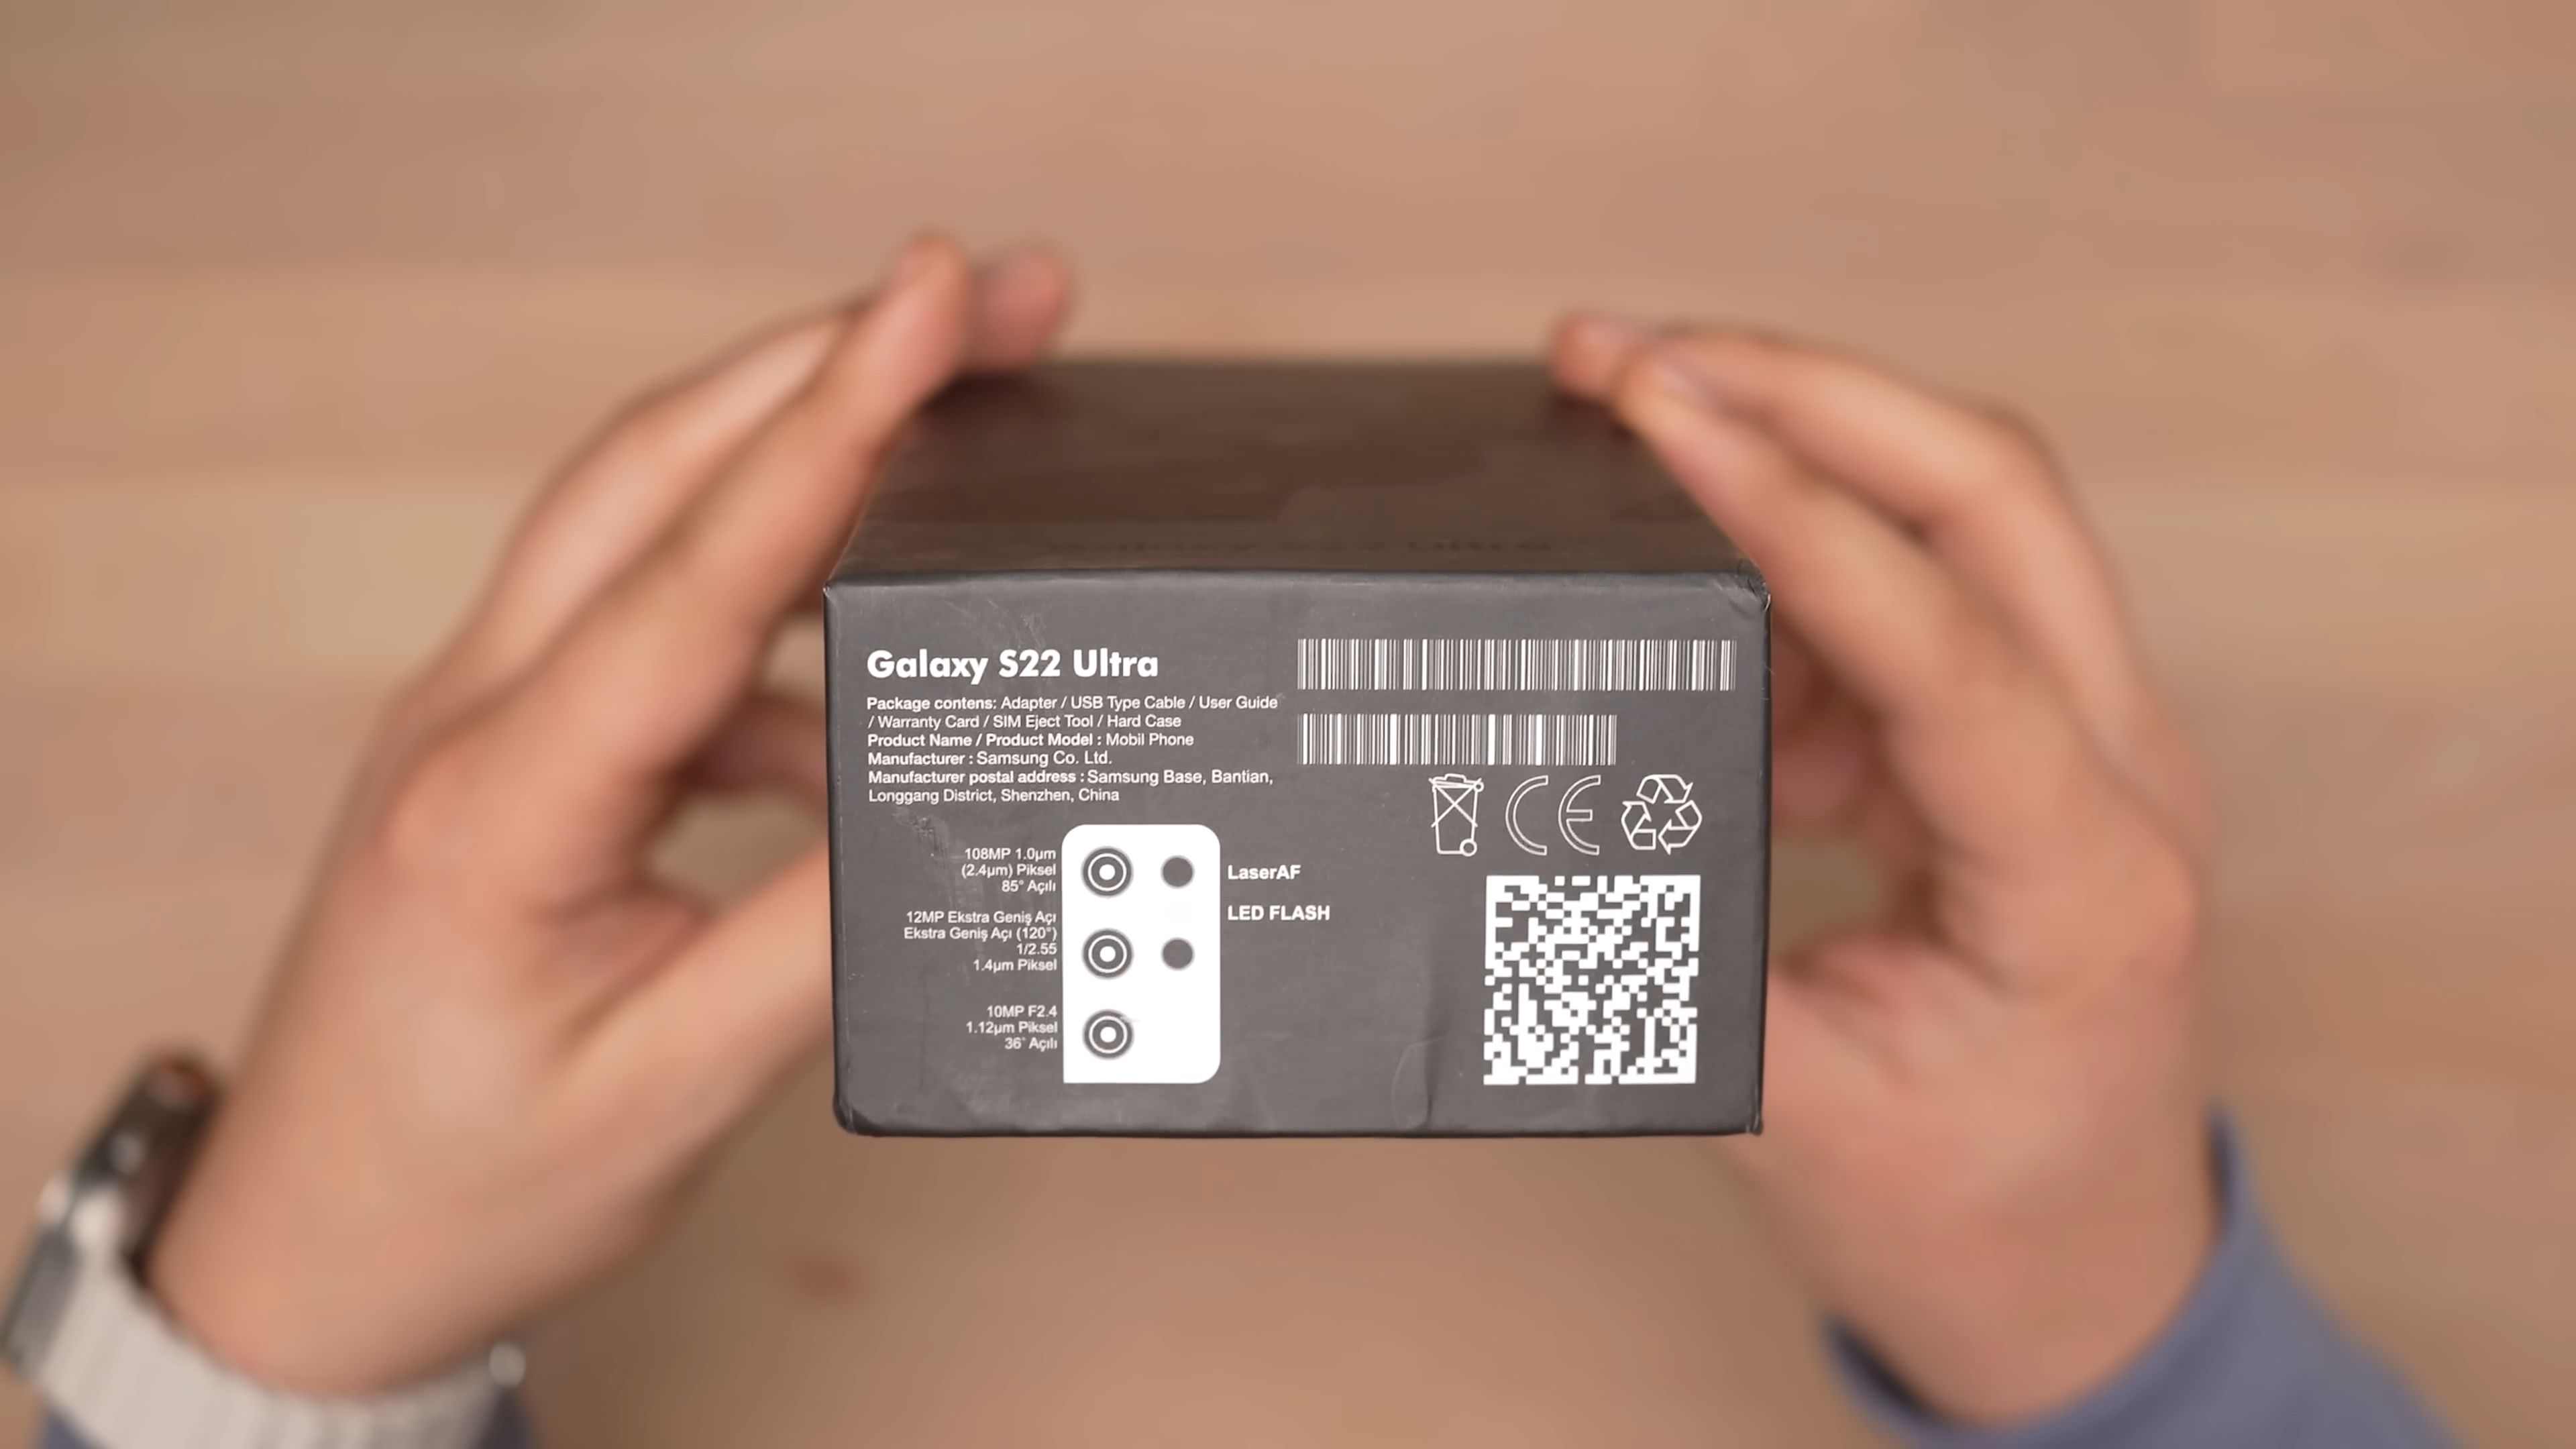 Galaxy S22 Ultra
Package contens: Adapter / USB Type Cable / User Guide
/ Warranty Card / SIM Eject Tool / Hard Case
Product Name / Product Model : Mobil Phone
Manufacturer : Samsung Co. Ltd.
Manufacturer postal address : Samsung Base, Bantian,
Longgang District, Shenzhen, China
108MP 1.0µm
(2.4µm) Piksel
85° Açılı
12MP Ekstra Geniş Açı
Ekstra Geniş Açı (120°)
1/2.55
1.4µm Piksel
10MP F2.4
1.12µm Piksel
36° Açılı
LaserAF
LED FLASH
CE